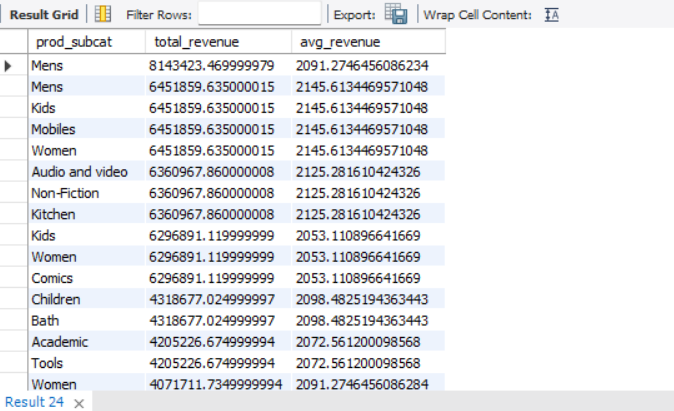 Result Grid Filter Rows: Export: Wrap Cell Content: IA
prod_subcat total_revenue avg_revenue
Mens 8143423.469999979 2091.2746456086234
Mens 6451859.635000015 2145.6134469571048
Kids 6451859.635000015 2145.6134469571048
Mobiles 6451859.635000015 2145.6134469571048
Women 6451859.635000015 2145.6134469571048
Audio and video 6360967.860000008 2125.281610424326
Non-Fiction 6360967.860000008 2125.281610424326
Kitchen 6360967.860000008 2125.281610424326
Kids 6296891.119999999 2053.110896641669
Women 6296891.119999999 2053.110896641669
Comics 6296891.119999999 2053.110896641669
Children 4318677.024999997 2098.4825194363443
Bath 4318677.024999997 2098.4825194363443
Academic 4205226.674999994 2072.561200098568
Tools 4205226.674999994 2072.561200098568
Women 4071711.7349999994 2091.2746456086284
Result 24